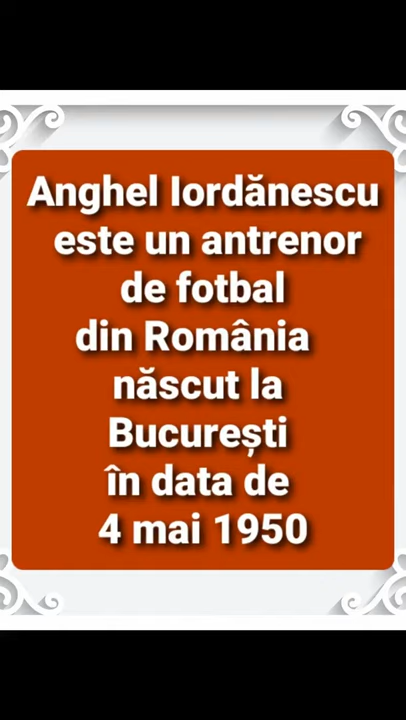 Anghel Iordănescu
este un antrenor
de fotbal
din România
născut la
București
în data de
4 mai 1950